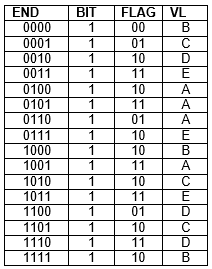 END BIT FLAG VL
0000 1 00 B
0001 1 01 C
0010 1 10 D
0011 1 11 E
0100 1 10 A
0101 1 11 A
0110 1 01 A
0111 1 10 E
1000 1 10 B
1001 1 11 A
1010 1 10 C
1011 1 11 E
1100 1 01 D
1101 1 10 C
1110 1 11 D
1111 1 10 B